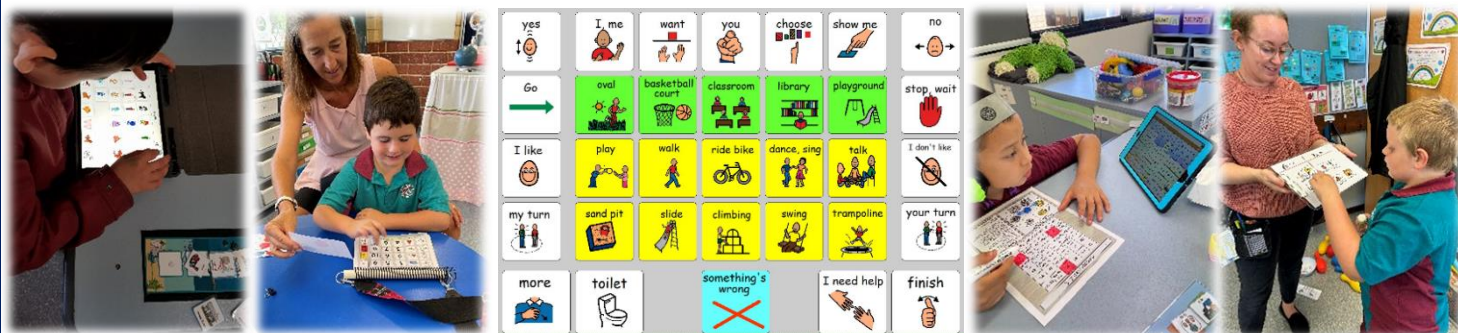 yes
I, me
want
you
choose
show me
no
Go
oval
basketball
court
classroom
library
playground
stop, wait
I like
play
walk
ride bike
dance, sing
talk
I don't like
my turn
sand pit
slide
climbing
swing
trampoline
your turn
more
toilet
something's
wrong
I need help
finish